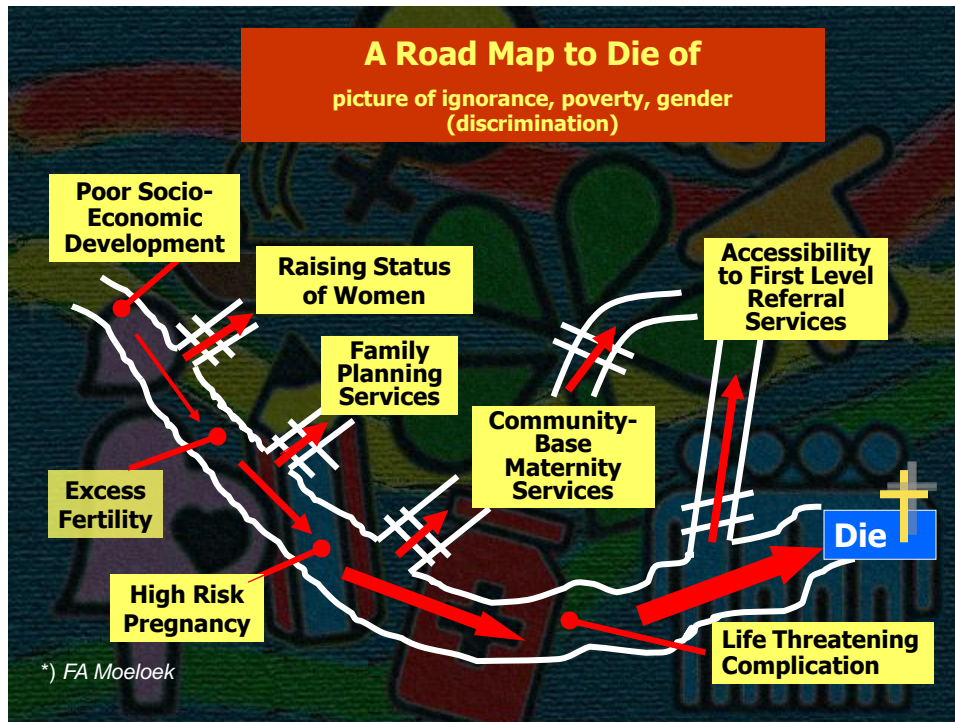 A Road Map to Die of
picture of ignorance, poverty, gender
(discrimination)
Poor Socio-
Economic
Development
Raising Status
of Women
Accessibility
to First Level
Referral
Services
Family
Planning
Services
Community-
Base
Maternity
Services
Excess
Fertility
Die
High Risk
Pregnancy
Life Threatening
Complication
*) FA Moeloek